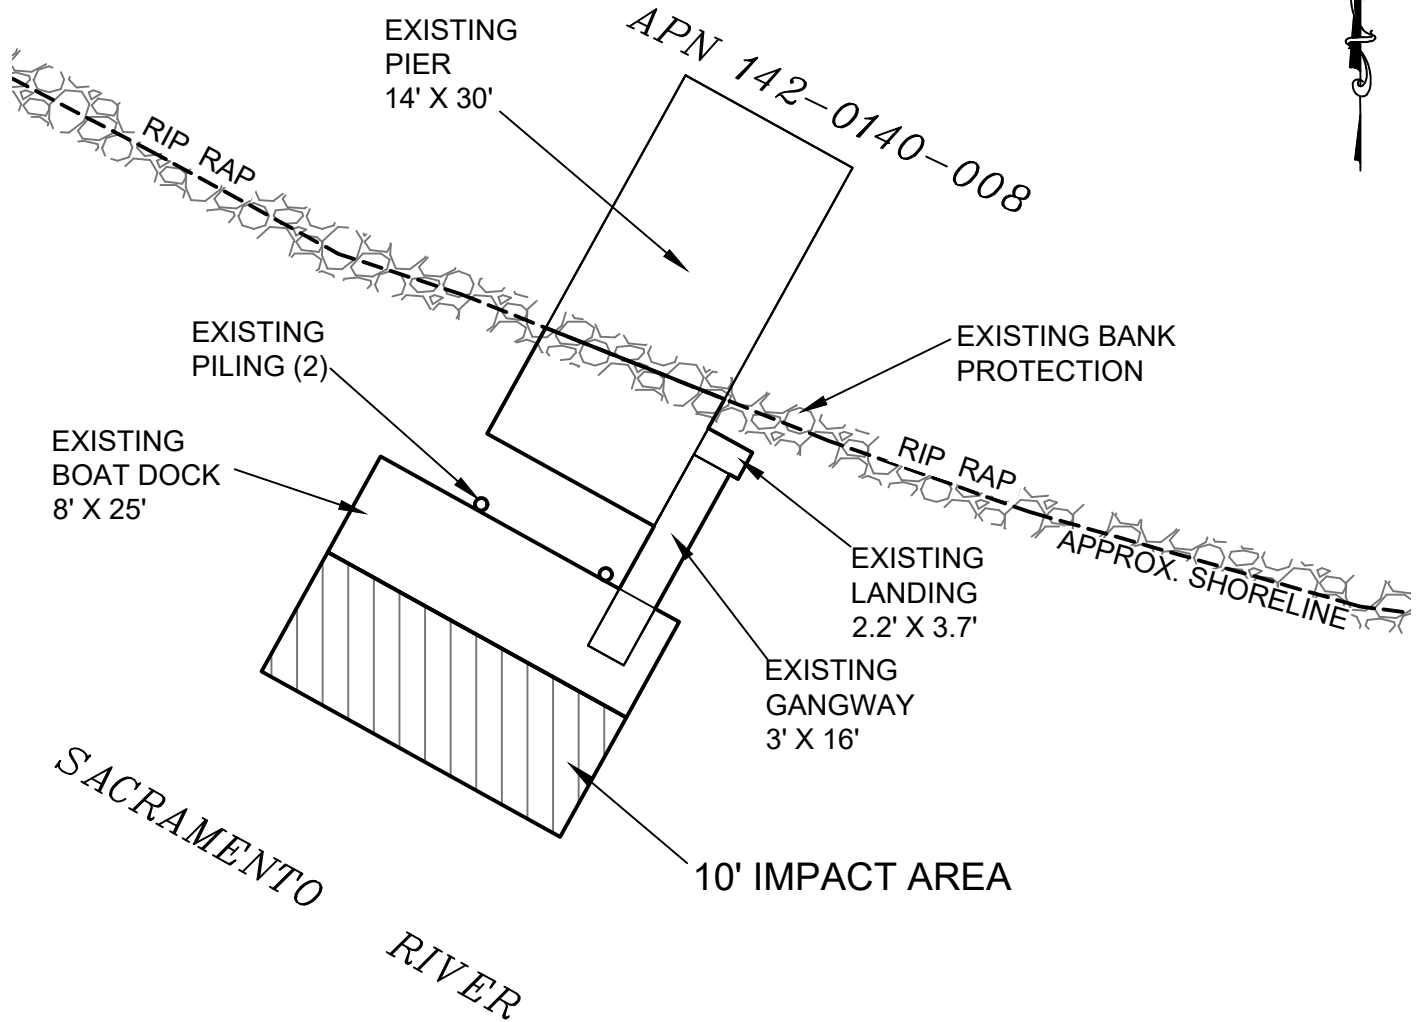 EXISTING
PIER
14' X 30'
APN 142-0140-008
RIP RAP
EXISTING
PILING (2)
EXISTING BANK
PROTECTION
EXISTING
BOAT DOCK
8' X 25'
RIP RAP
APPROX. SHORELINE
EXISTING
LANDING
2.2' X 3.7'
EXISTING
GANGWAY
3' X 16'
10' IMPACT AREA
SACRAMENTO
RIVER